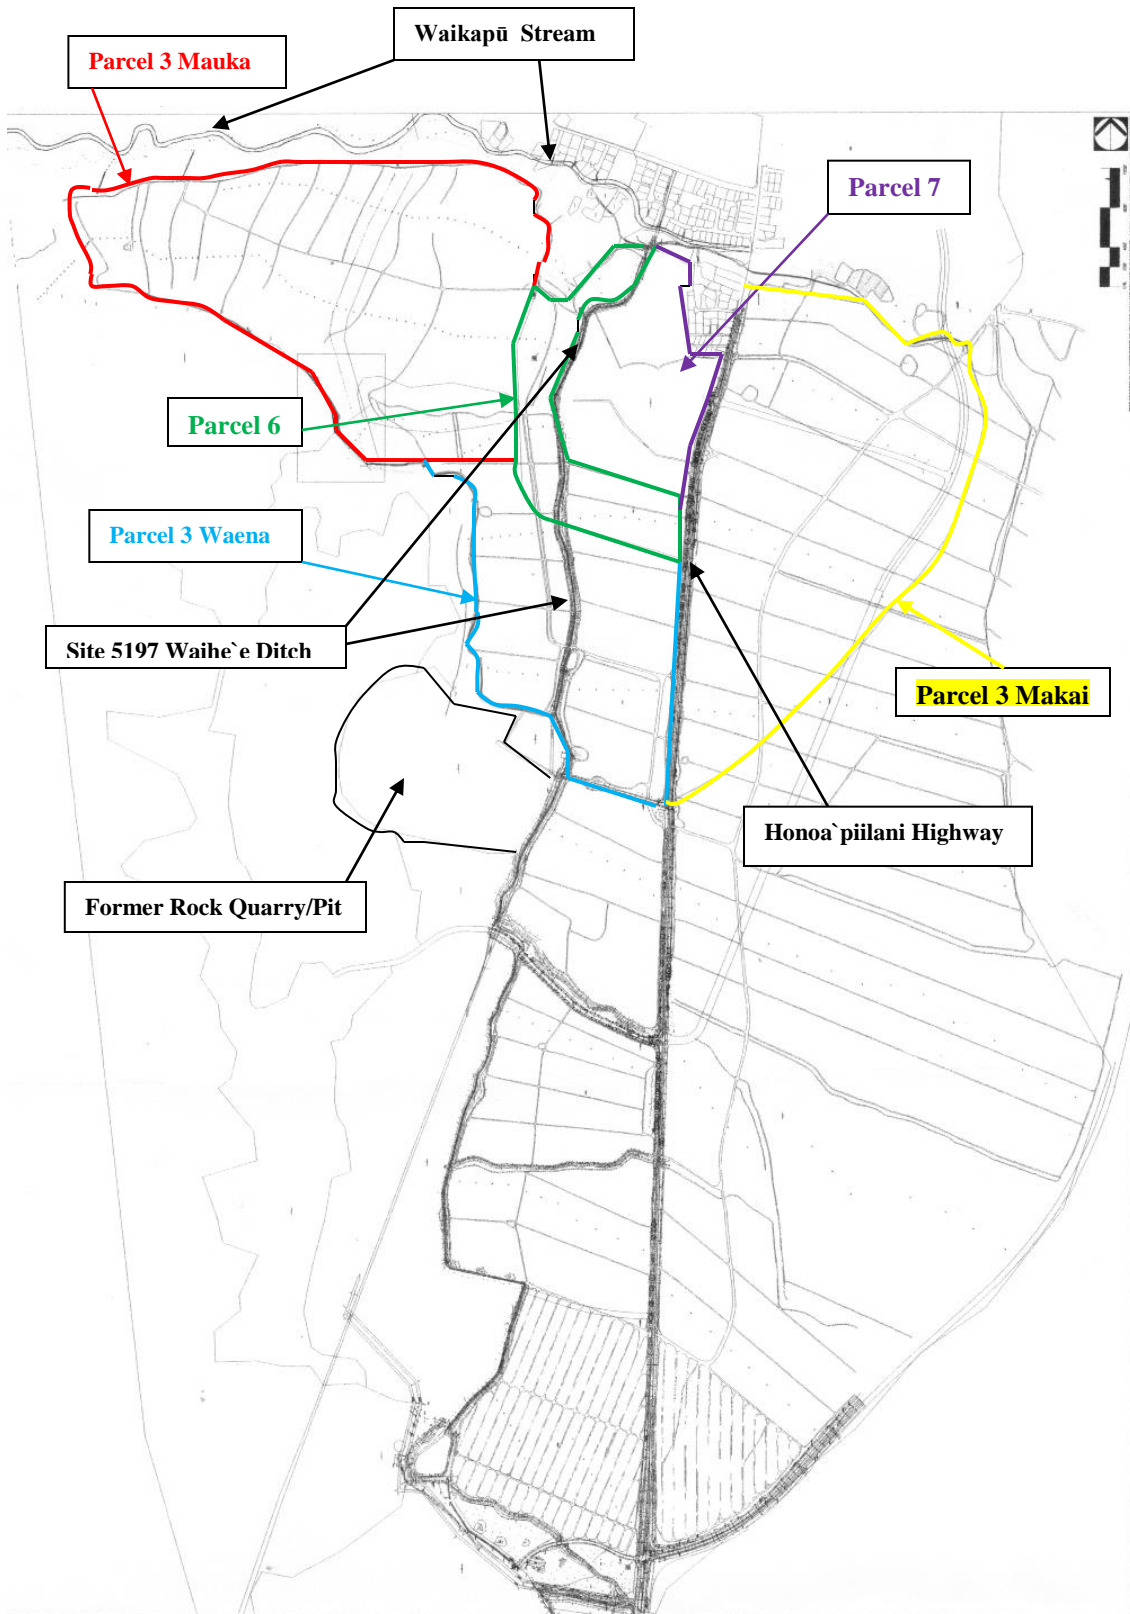 Waikapū Stream
Parcel 3 Mauka
Parcel 7
Parcel 6
Parcel 3 Waena
Site 5197 Waihe`e Ditch
Parcel 3 Makai
Honoa`piilani Highway
Former Rock Quarry/Pit